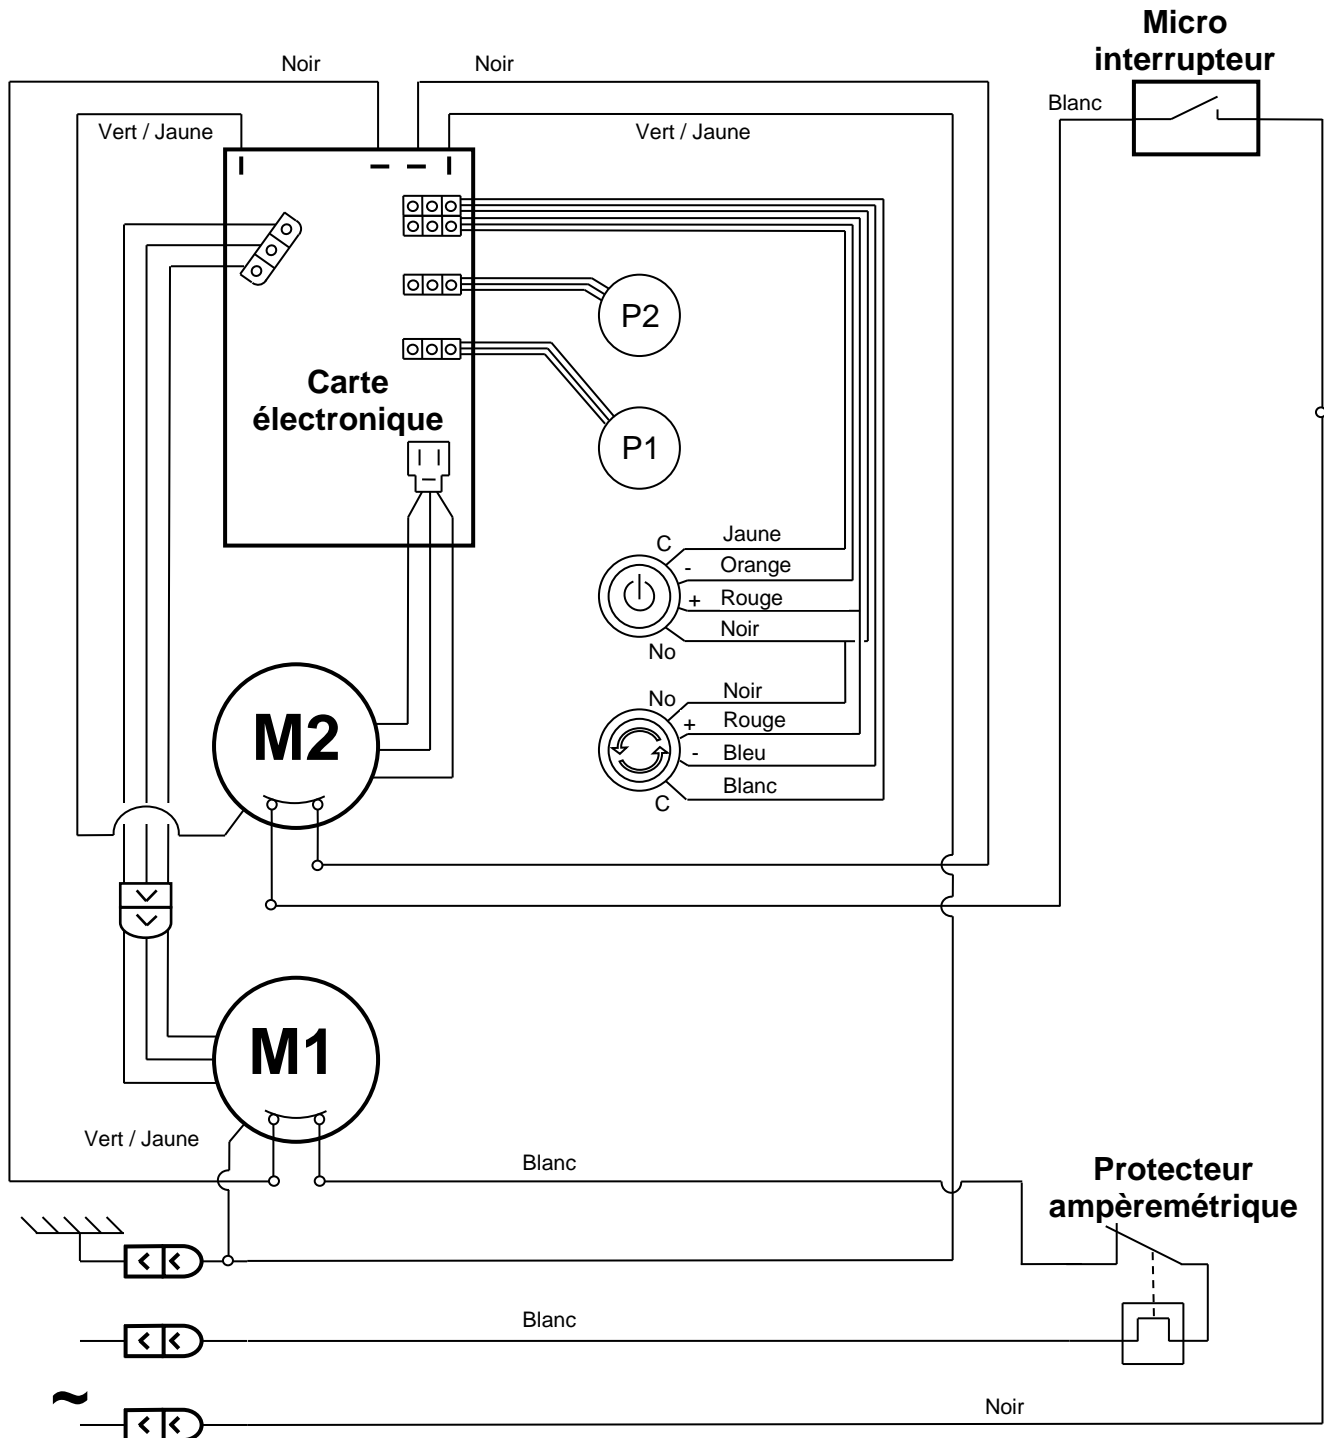 Micro
interrupteur
Noir
Noir
Blanc
Vert / Jaune
Vert / Jaune
P2
Carte
électronique
P1
C
Jaune
-
Orange
+
Rouge
Noir
No
No
Noir
+
Rouge
-
Bleu
Blanc
C
M2
M1
Vert / Jaune
Blanc
Protecteur
ampèremétrique
Blanc
~
Noir